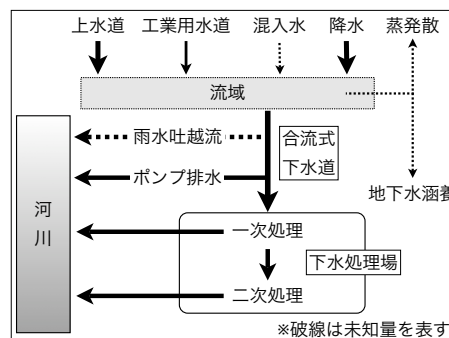 上水道 工業用水道 混入水 降水 蒸発散
流域
雨水吐越流
合流式
下水道
ポンプ排水
地下水涵養
河川
一次処理
下水処理場
二次処理
※破線は未知量を表す